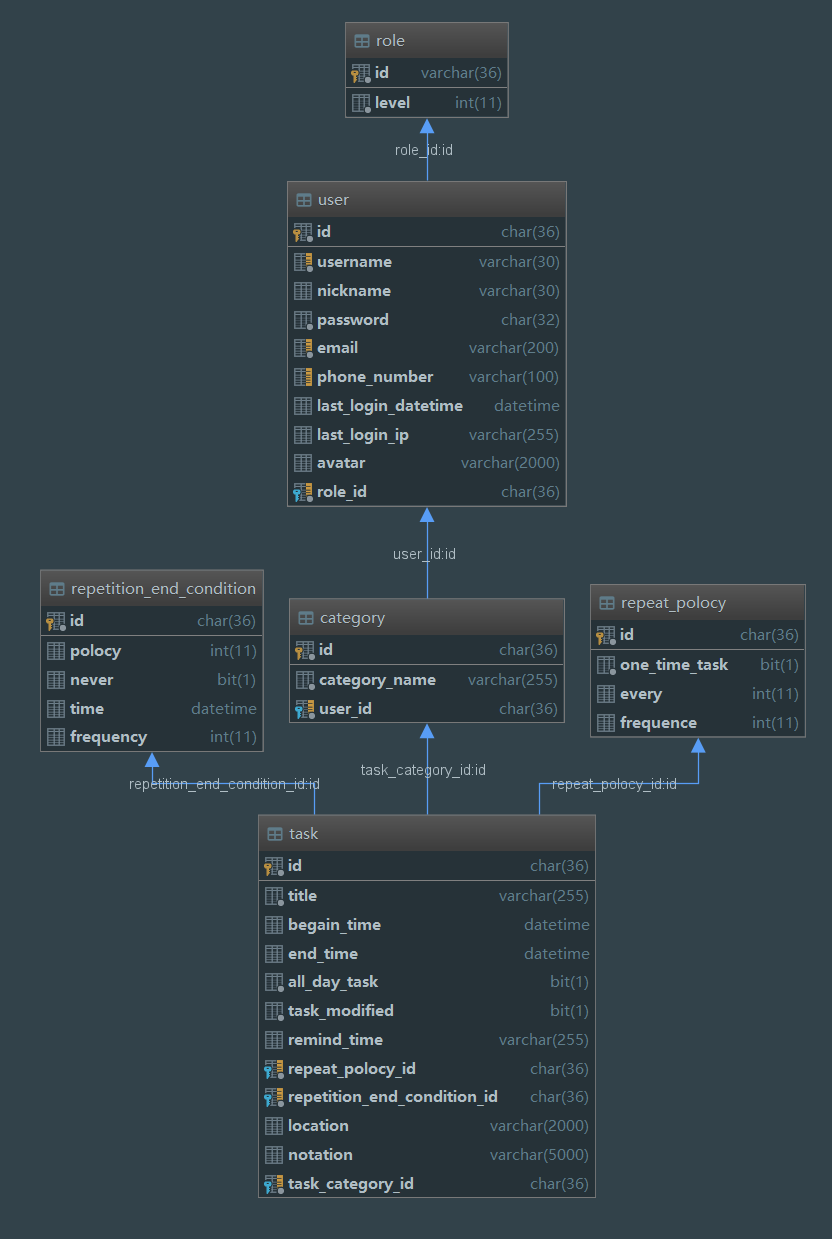 role
id varchar(36)
level int(11)
role_id:id
user
id char(36)
username varchar(30)
nickname varchar(30)
password char(32)
email varchar(200)
phone_number varchar(100)
last_login_datetime datetime
last_login_ip varchar(255)
avatar varchar(2000)
role_id char(36)
user_id:id
repetition_end_condition
id char(36)
polocy int(11)
never bit(1)
time datetime
frequency int(11)
category
id char(36)
category_name varchar(255)
user_id char(36)
repeat_polocy
id char(36)
one_time_task bit(1)
every int(11)
frequence int(11)
repetition_end_condition_id:id
task_category_id:id
repeat_polocy_id:id
task
id char(36)
title varchar(255)
begain_time datetime
end_time datetime
all_day_task bit(1)
task_modified bit(1)
remind_time varchar(255)
repeat_polocy_id char(36)
repetition_end_condition_id char(36)
location varchar(2000)
notation varchar(5000)
task_category_id char(36)